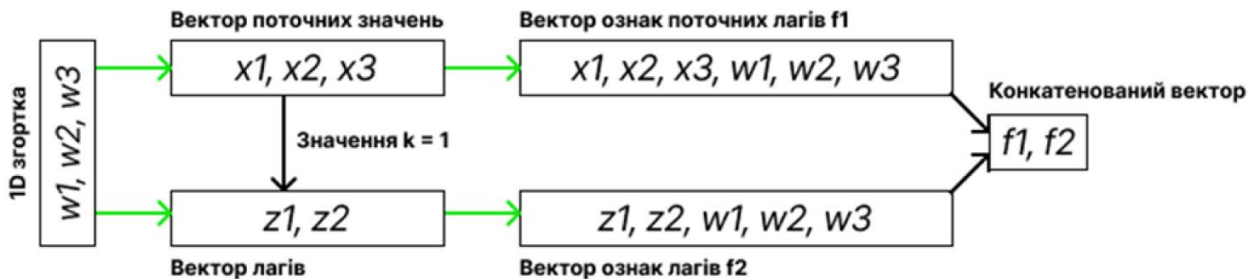 Вектор поточних значень
Вектор ознак поточних лагів f1
1D згортка
w1, w2, w3
x1, x2, x3
x1, x2, x3, w1, w2, w3
Конкатенований вектор
f1, f2
Значення k = 1
z1, z2
z1, z2, w1, w2, w3
Вектор лагів
Вектор ознак лагів f2